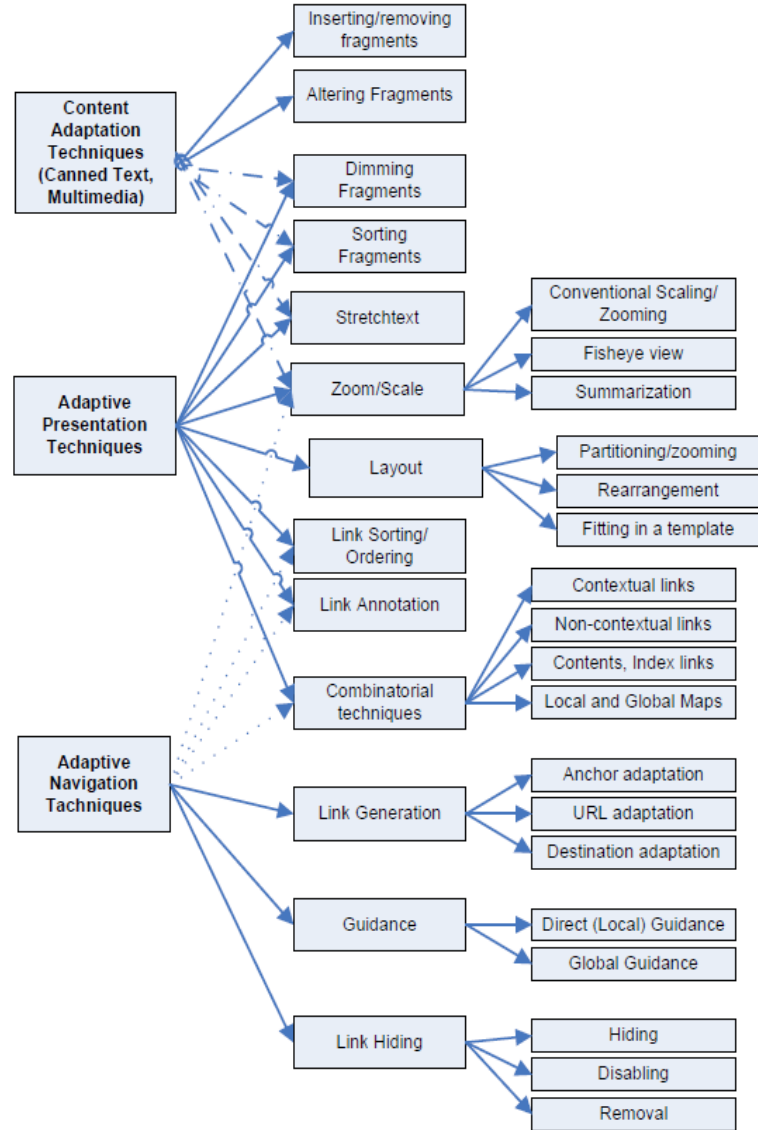 Inserting/removing
fragments
Altering Fragments
Content
Adaptation
Techniques
(Canned Text,
Multimedia)
Dimming
Fragments
Sorting
Fragments
Stretchtext
Zoom/Scale
Conventional Scaling/
Zooming
Fisheye view
Summarization
Adaptive
Presentation
Techniques
Layout
Partitioning/zooming
Rearrangement
Fitting in a template
Link Sorting/
Ordering
Link Annotation
Combinatorial
techniques
Contextual links
Non-contextual links
Contents, Index links
Local and Global Maps
Adaptive
Navigation
Tachniques
Link Generation
Anchor adaptation
URL adaptation
Destination adaptation
Guidance
Direct (Local) Guidance
Global Guidance
Link Hiding
Hiding
Disabling
Removal